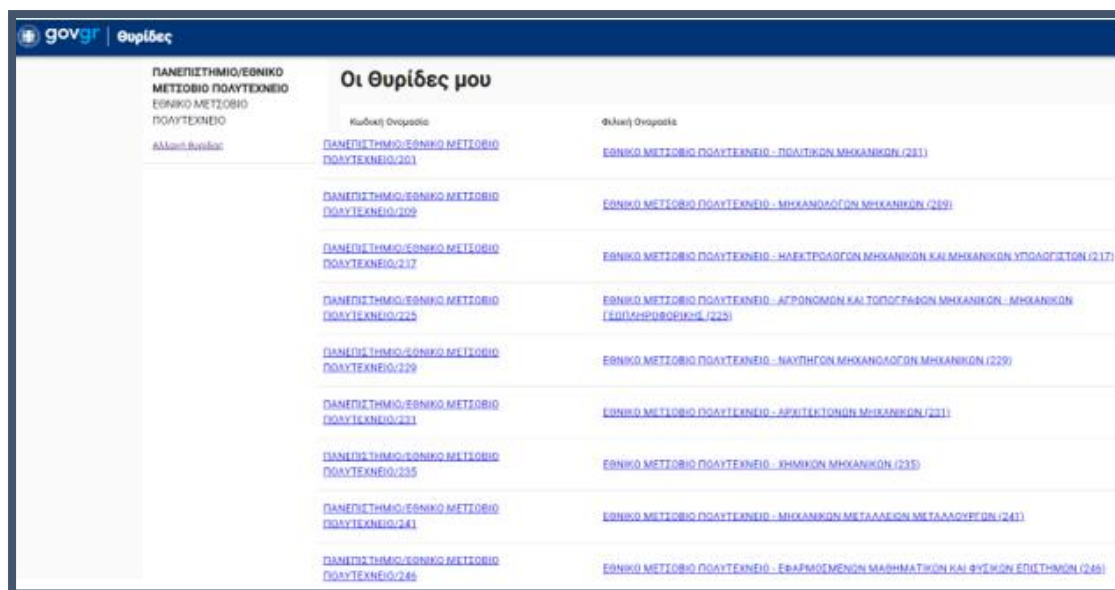 govgr | Θυρίδες
ΠΑΝΕΠΙΣΤΗΜΙΟ/ΕΘΝΙΚΟ
ΜΕΤΣΟΒΙΟ ΠΟΛΥΤΕΧΝΕΙΟ
ΕΘΝΙΚΟ ΜΕΤΣΟΒΙΟ
ΠΟΛΥΤΕΧΝΕΙΟ
Αλλαγή θυρίδας
Οι Θυρίδες μου
Κωδική Ονομασία
Φιλική Ονομασία
ΠΑΝΕΠΙΣΤΗΜΙΟ/ΕΘΝΙΚΟ ΜΕΤΣΟΒΙΟ
ΠΟΛΥΤΕΧΝΕΙΟ/201
ΕΘΝΙΚΟ ΜΕΤΣΟΒΙΟ ΠΟΛΥΤΕΧΝΕΙΟ - ΠΟΛΙΤΙΚΩΝ ΜΗΧΑΝΙΚΩΝ (201)
ΠΑΝΕΠΙΣΤΗΜΙΟ/ΕΘΝΙΚΟ ΜΕΤΣΟΒΙΟ
ΠΟΛΥΤΕΧΝΕΙΟ/209
ΕΘΝΙΚΟ ΜΕΤΣΟΒΙΟ ΠΟΛΥΤΕΧΝΕΙΟ - ΜΗΧΑΝΟΛΟΓΩΝ ΜΗΧΑΝΙΚΩΝ (209)
ΠΑΝΕΠΙΣΤΗΜΙΟ/ΕΘΝΙΚΟ ΜΕΤΣΟΒΙΟ
ΠΟΛΥΤΕΧΝΕΙΟ/217
ΕΘΝΙΚΟ ΜΕΤΣΟΒΙΟ ΠΟΛΥΤΕΧΝΕΙΟ - ΗΛΕΚΤΡΟΛΟΓΩΝ ΜΗΧΑΝΙΚΩΝ ΚΑΙ ΜΗΧΑΝΙΚΩΝ ΥΠΟΛΟΓΙΣΤΩΝ (217)
ΠΑΝΕΠΙΣΤΗΜΙΟ/ΕΘΝΙΚΟ ΜΕΤΣΟΒΙΟ
ΠΟΛΥΤΕΧΝΕΙΟ/225
ΕΘΝΙΚΟ ΜΕΤΣΟΒΙΟ ΠΟΛΥΤΕΧΝΕΙΟ - ΑΓΡΟΝΟΜΩΝ ΚΑΙ ΤΟΠΟΓΡΑΦΩΝ ΜΗΧΑΝΙΚΩΝ - ΜΗΧΑΝΙΚΩΝ
ΓΕΩΠΛΗΡΟΦΟΡΙΚΗΣ (225)
ΠΑΝΕΠΙΣΤΗΜΙΟ/ΕΘΝΙΚΟ ΜΕΤΣΟΒΙΟ
ΠΟΛΥΤΕΧΝΕΙΟ/229
ΕΘΝΙΚΟ ΜΕΤΣΟΒΙΟ ΠΟΛΥΤΕΧΝΕΙΟ - ΝΑΥΠΗΓΩΝ ΜΗΧΑΝΟΛΟΓΩΝ ΜΗΧΑΝΙΚΩΝ (229)
ΠΑΝΕΠΙΣΤΗΜΙΟ/ΕΘΝΙΚΟ ΜΕΤΣΟΒΙΟ
ΠΟΛΥΤΕΧΝΕΙΟ/231
ΕΘΝΙΚΟ ΜΕΤΣΟΒΙΟ ΠΟΛΥΤΕΧΝΕΙΟ - ΑΡΧΙΤΕΚΤΟΝΩΝ ΜΗΧΑΝΙΚΩΝ (231)
ΠΑΝΕΠΙΣΤΗΜΙΟ/ΕΘΝΙΚΟ ΜΕΤΣΟΒΙΟ
ΠΟΛΥΤΕΧΝΕΙΟ/235
ΕΘΝΙΚΟ ΜΕΤΣΟΒΙΟ ΠΟΛΥΤΕΧΝΕΙΟ - ΧΗΜΙΚΩΝ ΜΗΧΑΝΙΚΩΝ (235)
ΠΑΝΕΠΙΣΤΗΜΙΟ/ΕΘΝΙΚΟ ΜΕΤΣΟΒΙΟ
ΠΟΛΥΤΕΧΝΕΙΟ/241
ΕΘΝΙΚΟ ΜΕΤΣΟΒΙΟ ΠΟΛΥΤΕΧΝΕΙΟ - ΜΗΧΑΝΙΚΩΝ ΜΕΤΑΛΛΕΙΩΝ ΜΕΤΑΛΛΟΥΡΓΩΝ (241)
ΠΑΝΕΠΙΣΤΗΜΙΟ/ΕΘΝΙΚΟ ΜΕΤΣΟΒΙΟ
ΠΟΛΥΤΕΧΝΕΙΟ/246
ΕΘΝΙΚΟ ΜΕΤΣΟΒΙΟ ΠΟΛΥΤΕΧΝΕΙΟ - ΕΦΑΡΜΟΣΜΕΝΩΝ ΜΑΘΗΜΑΤΙΚΩΝ ΚΑΙ ΦΥΣΙΚΩΝ ΕΠΙΣΤΗΜΩΝ (246)